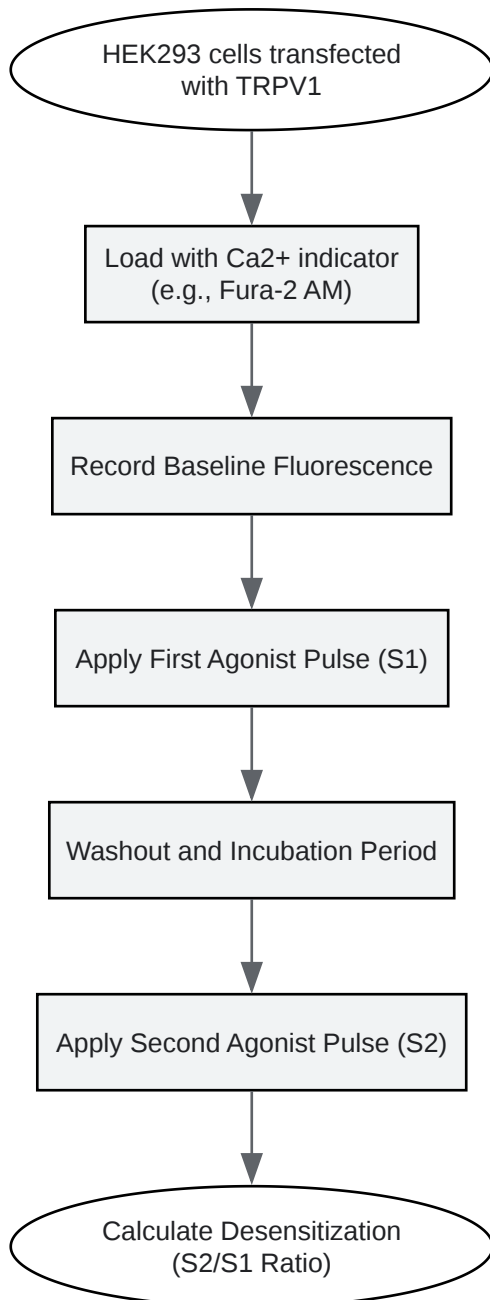 HEK293 cells transfected
with TRPV1
Load with Ca2+ indicator
(e.g., Fura-2 AM)
Record Baseline Fluorescence
Apply First Agonist Pulse (S1)
Washout and Incubation Period
Apply Second Agonist Pulse (S2)
Calculate Desensitization
(S2/S1 Ratio)